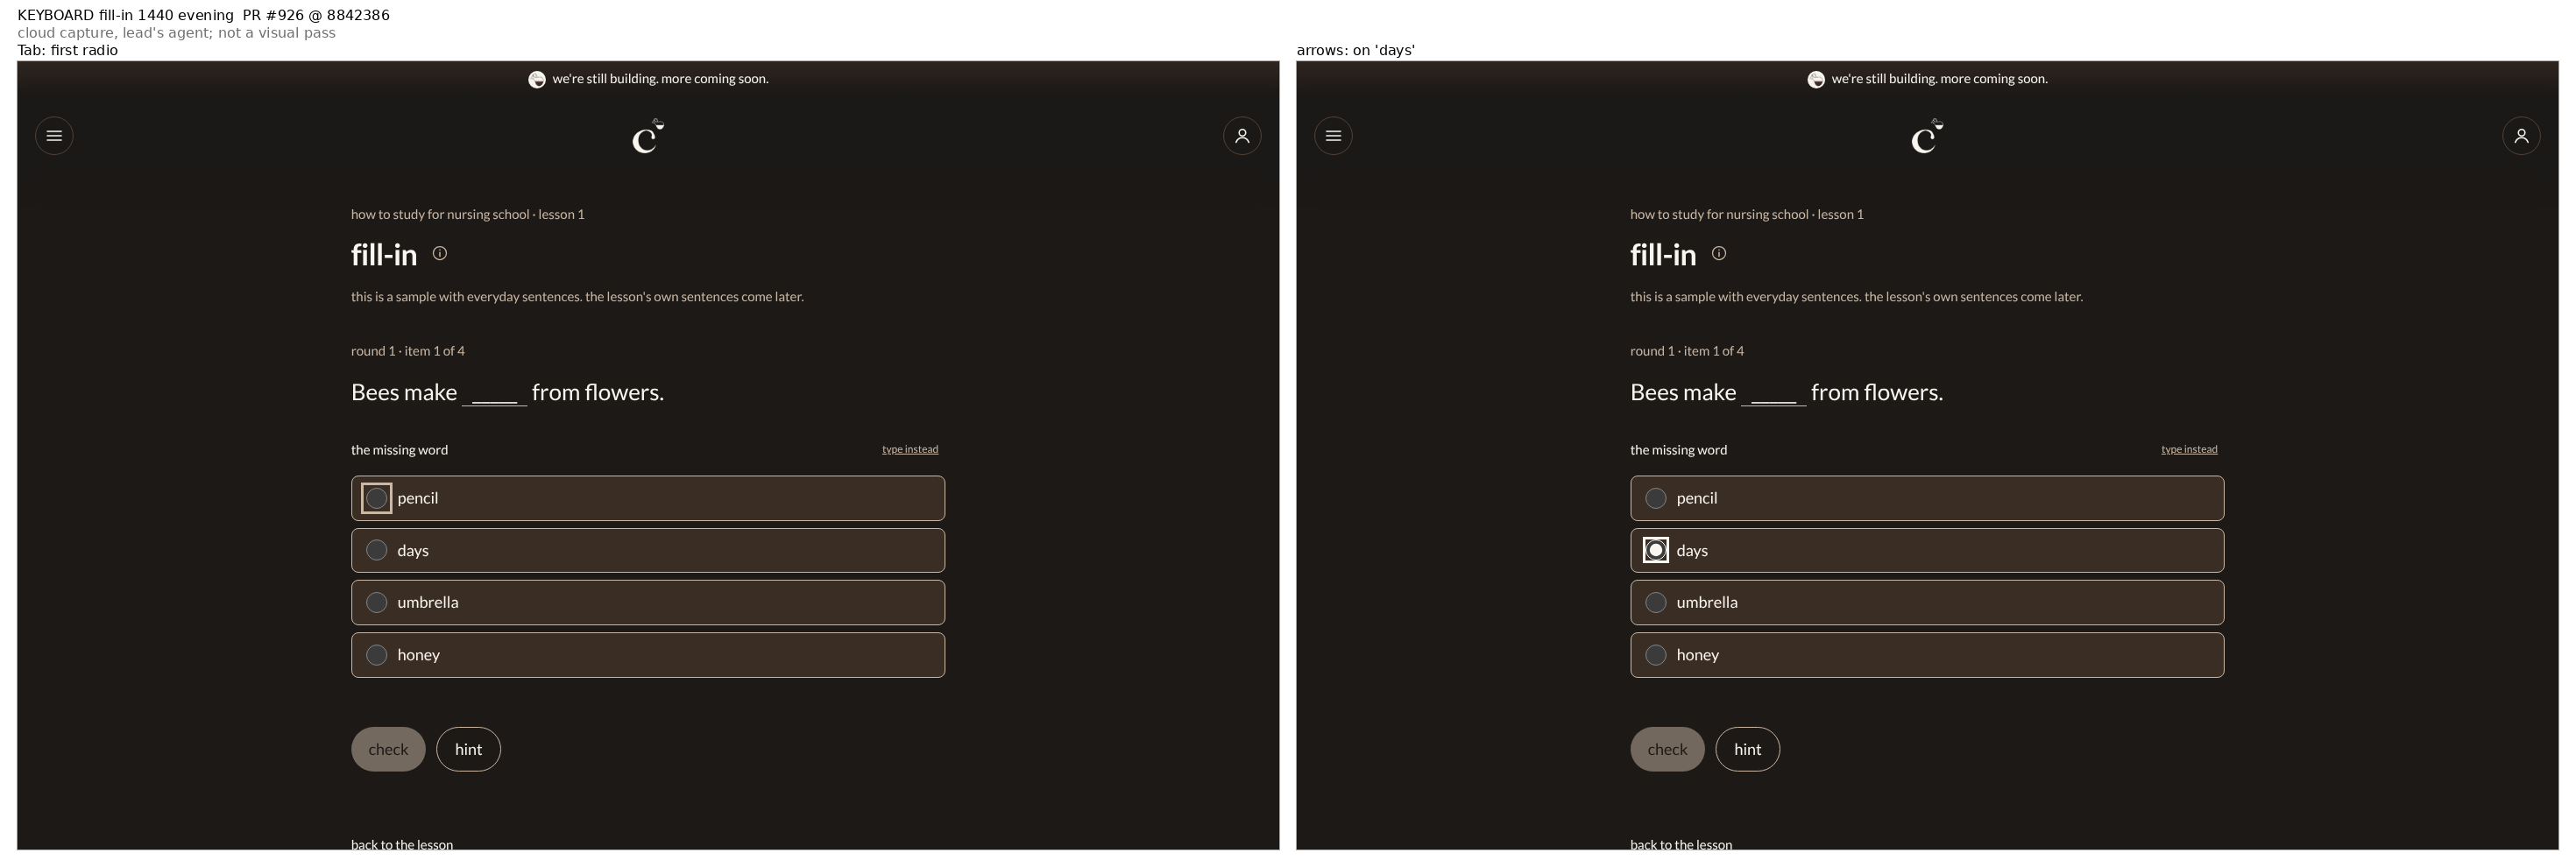 KEYBOARD fill-in 1440 evening PR #926 @ 8842386
cloud capture, lead's agent; not a visual pass
Tab: first radio
we're still building. more coming soon.
c
how to study for nursing school · lesson 1
fill-in
this is a sample with everyday sentences. the lesson's own sentences come later.
round 1 · item 1 of 4
Bees make _____ from flowers.
the missing word
type instead
pencil
days
umbrella
honey
check
hint
back to the lesson
arrows: on 'days'
we're still building. more coming soon.
c
how to study for nursing school · lesson 1
fill-in
this is a sample with everyday sentences. the lesson's own sentences come later.
round 1 · item 1 of 4
Bees make _____ from flowers.
the missing word
type instead
pencil
days
umbrella
honey
check
hint
back to the lesson